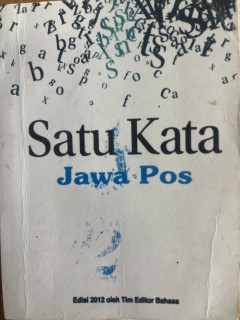 Satu Kata
Jawa Pos
Edisi 2012 oleh Tim Editor Bahasa